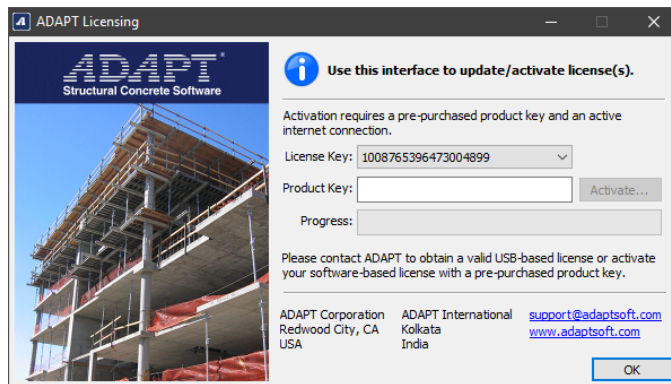 ADAPT Licensing
ADAPT
Structural Concrete Software
Use this interface to update/activate license(s).
Activation requires a pre-purchased product key and an active
internet connection.
License Key: 1008765396473004899
Product Key:
Activate...
Progress:
Please contact ADAPT to obtain a valid USB-based license or activate
your software-based license with a pre-purchased product key.
ADAPT Corporation ADAPT International support@adaptsoft.com
Redwood City, CA Kolkata www.adaptsoft.com
USA India
OK